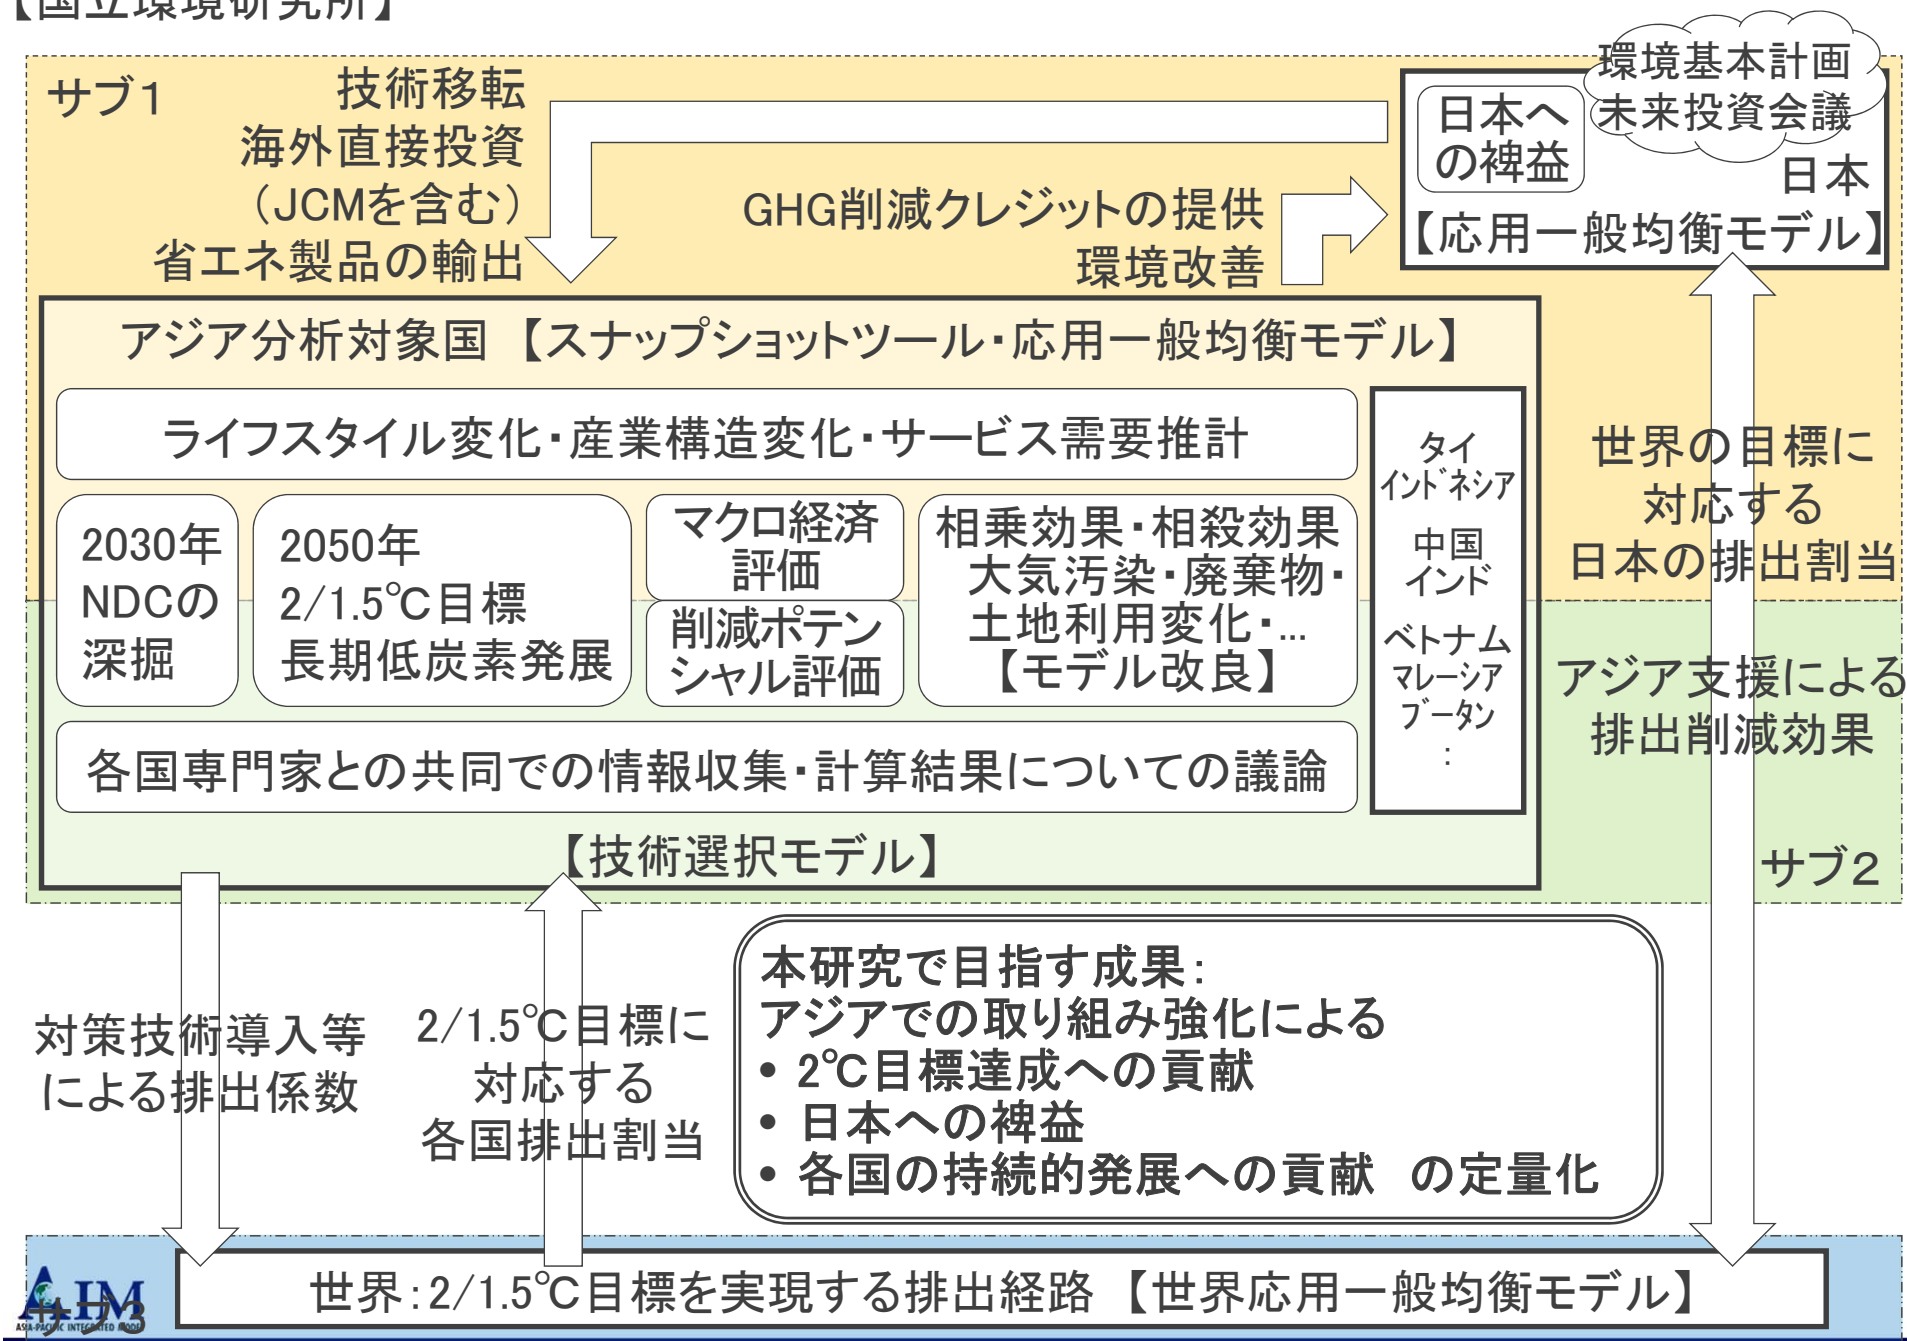 【国立環境研究所】
サブ1
技術移転
海外直接投資
（JCMを含む）
省エネ製品の輸出
GHG削減クレジットの提供
環境改善
環境基本計画
未来投資会議
日本へ
の裨益
日本
【応用一般均衡モデル】
アジア分析対象国 【スナップショットツール・応用一般均衡モデル】
ライフスタイル変化・産業構造変化・サービス需要推計
2030年
NDCの
深掘
2050年
2/1.5℃目標
長期低炭素発展
マクロ経済
評価
削減ポテン
シャル評価
相乗効果・相殺効果
大気汚染・廃棄物・
土地利用変化・...
【モデル改良】
タイ
インドネシア
中国
インド
ベトナム
マレーシア
ブータン
:
各国専門家との共同での情報収集・計算結果についての議論
【技術選択モデル】
世界の目標に
対応する
日本の排出割当
アジア支援による
排出削減効果
サブ2
対策技術導入等
による排出係数
2/1.5℃目標に
対応する
各国排出割当
本研究で目指す成果：
アジアでの取り組み強化による
• 2℃目標達成への貢献
• 日本への裨益
• 各国の持続的発展への貢献 の定量化
世界：2/1.5℃目標を実現する排出経路 【世界応用一般均衡モデル】
サブ3
AIM
ASIA-PACIFIC INTEGRATED MODEL